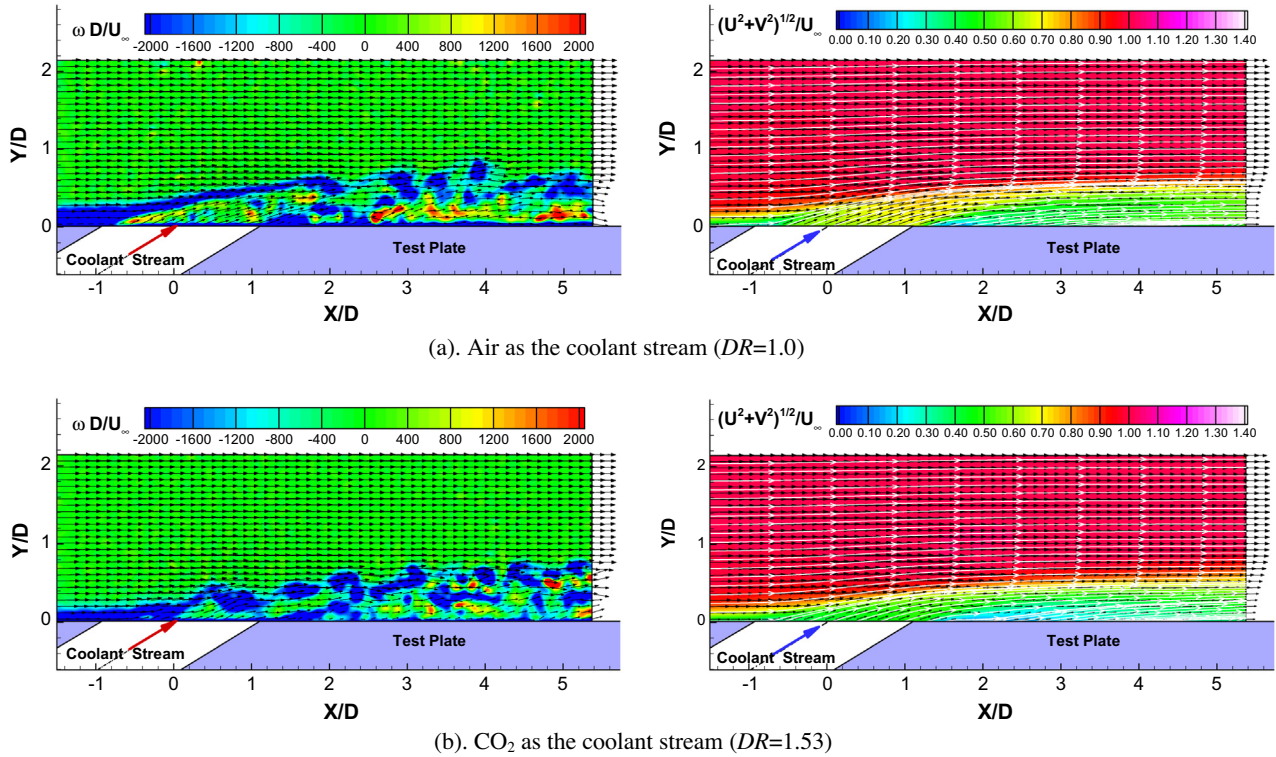 ω D/U∞ -2000 -1200 -400 400 1200 2000
-1600 -800 0 800 1600
(U²+V²)^1/2/U∞
0.00 0.10 0.20 0.30 0.40 0.50 0.60 0.70 0.80 0.90 1.00 1.10 1.20 1.30 1.40
Y/D
2
1
0
Coolant Stream
Test Plate
-1 0 1 2 3 4 5
X/D
Y/D
2
1
0
Coolant Stream
Test Plate
-1 0 1 2 3 4 5
X/D
(a). Air as the coolant stream (DR=1.0)
ω D/U∞ -2000 -1200 -400 400 1200 2000
-1600 -800 0 800 1600
(U²+V²)^1/2/U∞
0.00 0.10 0.20 0.30 0.40 0.50 0.60 0.70 0.80 0.90 1.00 1.10 1.20 1.30 1.40
Y/D
2
1
0
Coolant Stream
Test Plate
-1 0 1 2 3 4 5
X/D
Y/D
2
1
0
Coolant Stream
Test Plate
-1 0 1 2 3 4 5
X/D
(b). CO₂ as the coolant stream (DR=1.53)